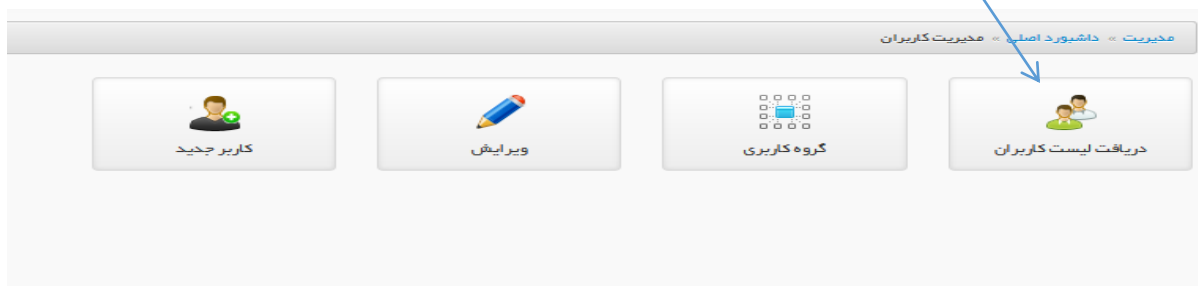 مدیریت » داشبورد اصلی » مدیریت کاربران
دریافت لیست کاربران
گروه کاربری
ویرایش
کاربر جدید